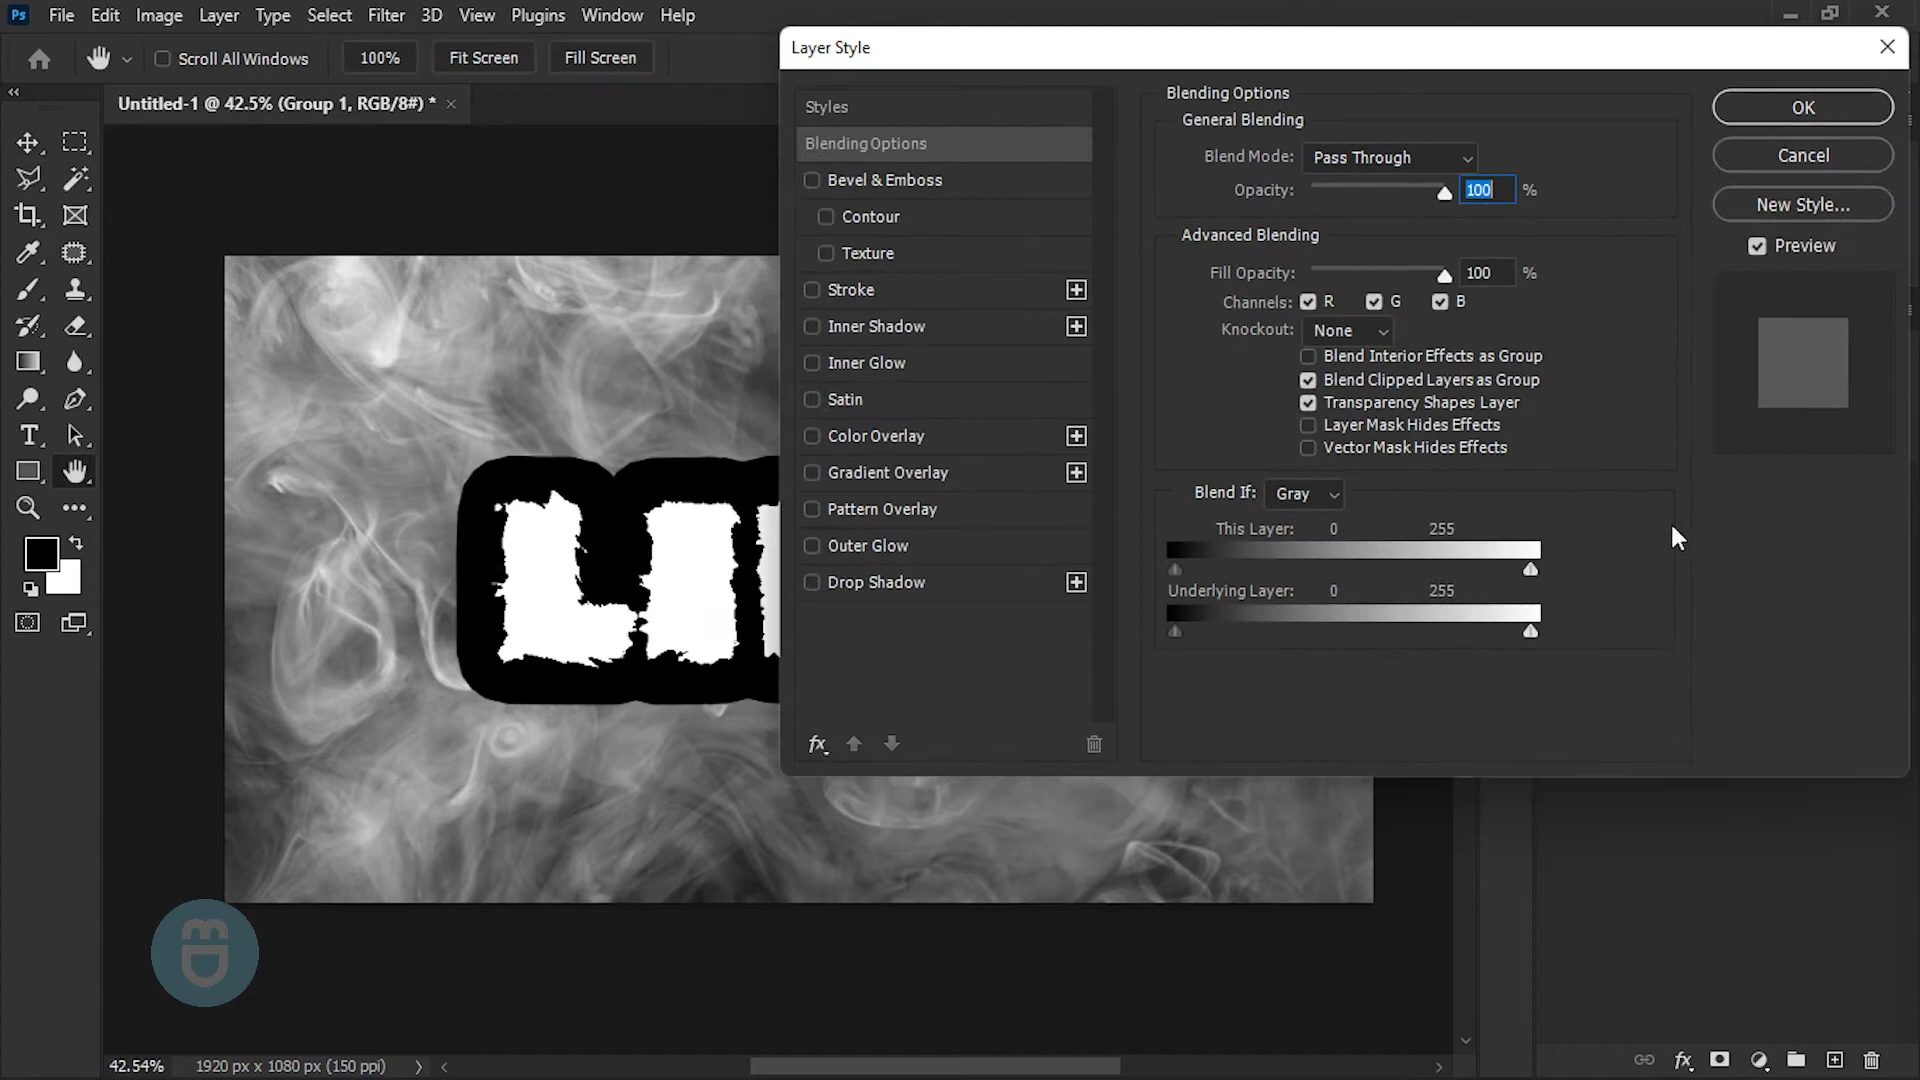 Ps File Edit Image Layer Type Select Filter 3D View Plugins Window Help
Scroll All Windows 100% Fit Screen Fill Screen
Untitled-1 @ 42.5% (Group 1, RGB/8#) *
Layer Style
Styles
Blending Options
Bevel & Emboss
Contour
Texture
Stroke
Inner Shadow
Inner Glow
Satin
Color Overlay
Gradient Overlay
Pattern Overlay
Outer Glow
Drop Shadow
fx
Blending Options
General Blending
Blend Mode: Pass Through
Opacity: 100 %
Advanced Blending
Fill Opacity: 100 %
Channels: R G B
Knockout: None
Blend Interior Effects as Group
Blend Clipped Layers as Group
Transparency Shapes Layer
Layer Mask Hides Effects
Vector Mask Hides Effects
Blend If: Gray
This Layer: 0 255
Underlying Layer: 0 255
OK
Cancel
New Style...
Preview
LI
42.54% 1920 px x 1080 px (150 ppi)
fx